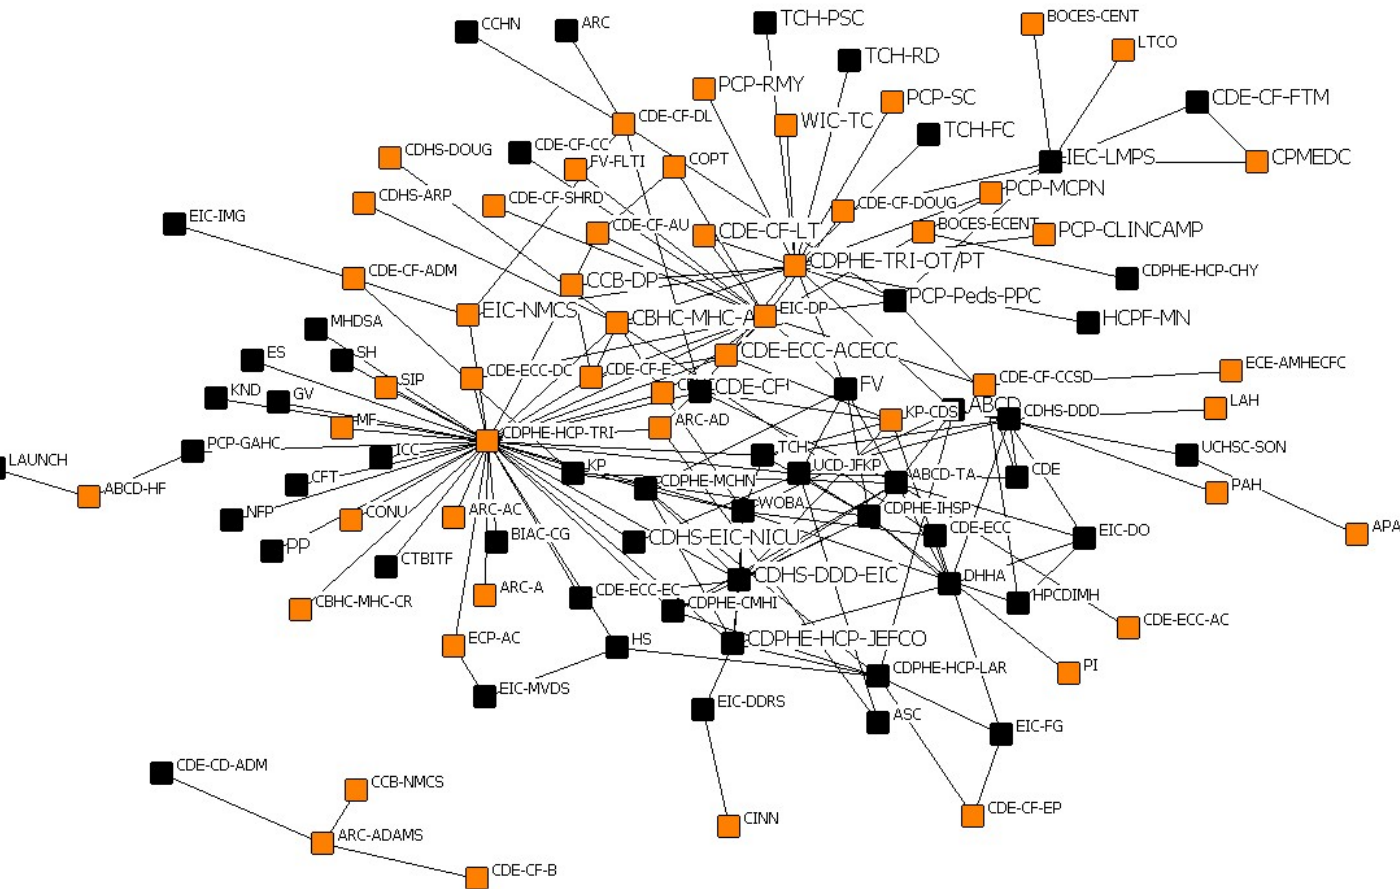 CCHN
ARC
TCH-PSC
BOCES-CENT
LTCO
TCH-RD
PCP-RMY
PCP-SC
CDE-CF-FTM
CDE-CF-DL
WIC-TC
TCH-FC
CDHS-DOUG
CDE-CF-CC
FV-FLTI
COPT
IEC-LMPS
CPMEDC
CDHS-ARP
CDE-CF-SHRD
PCP-MCPN
CDE-CF-DOUG
EIC-IMG
CDE-CF-AU
CDE-CF-LT
BOCES-ECENT
PCP-CLINCAMP
CDE-CF-ADM
CCB-DP
CDPHE-TRI-OT/PT
CDPHE-HCP-CHY
EIC-NMCS
CBHC-MHC-A
EIC-DP
PCP-Peds-PPC
HCPF-MN
MHDSA
SH
ES
CDE-ECC-DC
CDE-CF-E
CDE-ECC-ACECC
CDE-CF-CCSD
ECE-AMHECFC
KND
GV
SIP
CDE-CF
FV
KP-CDS
ABCD
CDHS-DDD
LAH
MF
CDPHE-HCP-TRI
ARC-AD
PCP-GAHC
ICC
TCH
UCHSC-SON
LAUNCH
ABCD-HF
CFT
KP
CDPHE-MCHN
UCD-JFKP
ABCD-TA
CDE
PAH
NFP
CONU
ARC-AC
WOBA
CDPHE-IHSP
CDE-ECC
EIC-DO
APA
PP
CTBITF
BIAC-CG
CDHS-EIC-NICU
CBHC-MHC-CR
ARC-A
CDE-ECC-EC
CDHS-DDD-EIC
CDPHE-CMHI
DHHA
HPCDIMH
CDE-ECC-AC
ECP-AC
HS
CDPHE-HCP-JEFCO
CDPHE-HCP-LAR
PI
EIC-MVDS
EIC-DDRS
ASC
EIC-FG
CDE-CD-ADM
CCB-NMCS
ARC-ADAMS
CINN
CDE-CF-EP
CDE-CF-B